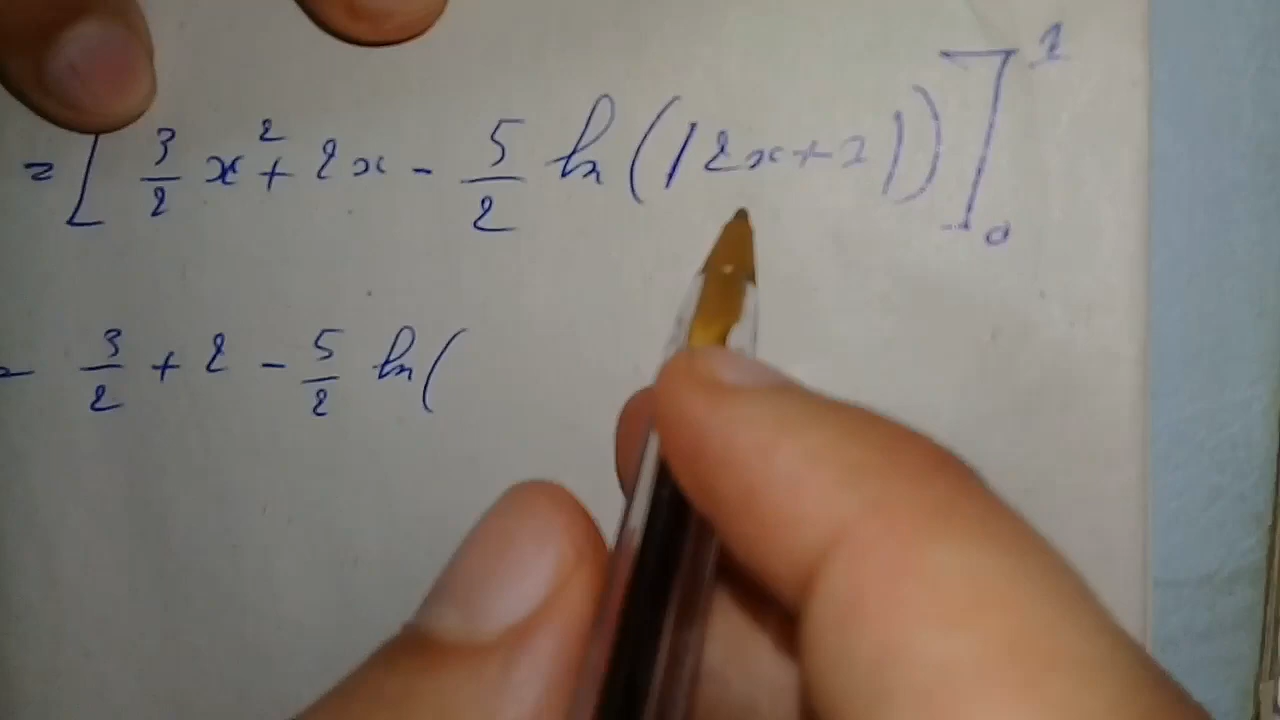 = [ 3/2 x² + 2x - 5/2 ln(|2x+2|) ]₀¹
= 3/2 + 2 - 5/2 ln(